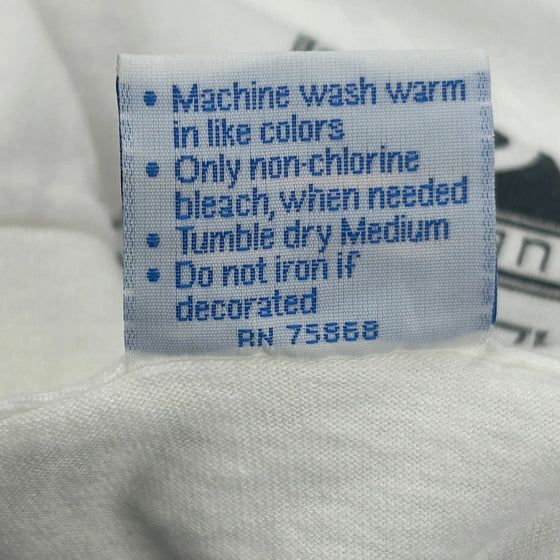 • Machine wash warm
in like colors
• Only non-chlorine
bleach, when needed
• Tumble dry Medium
• Do not iron if
decorated
RN 75868